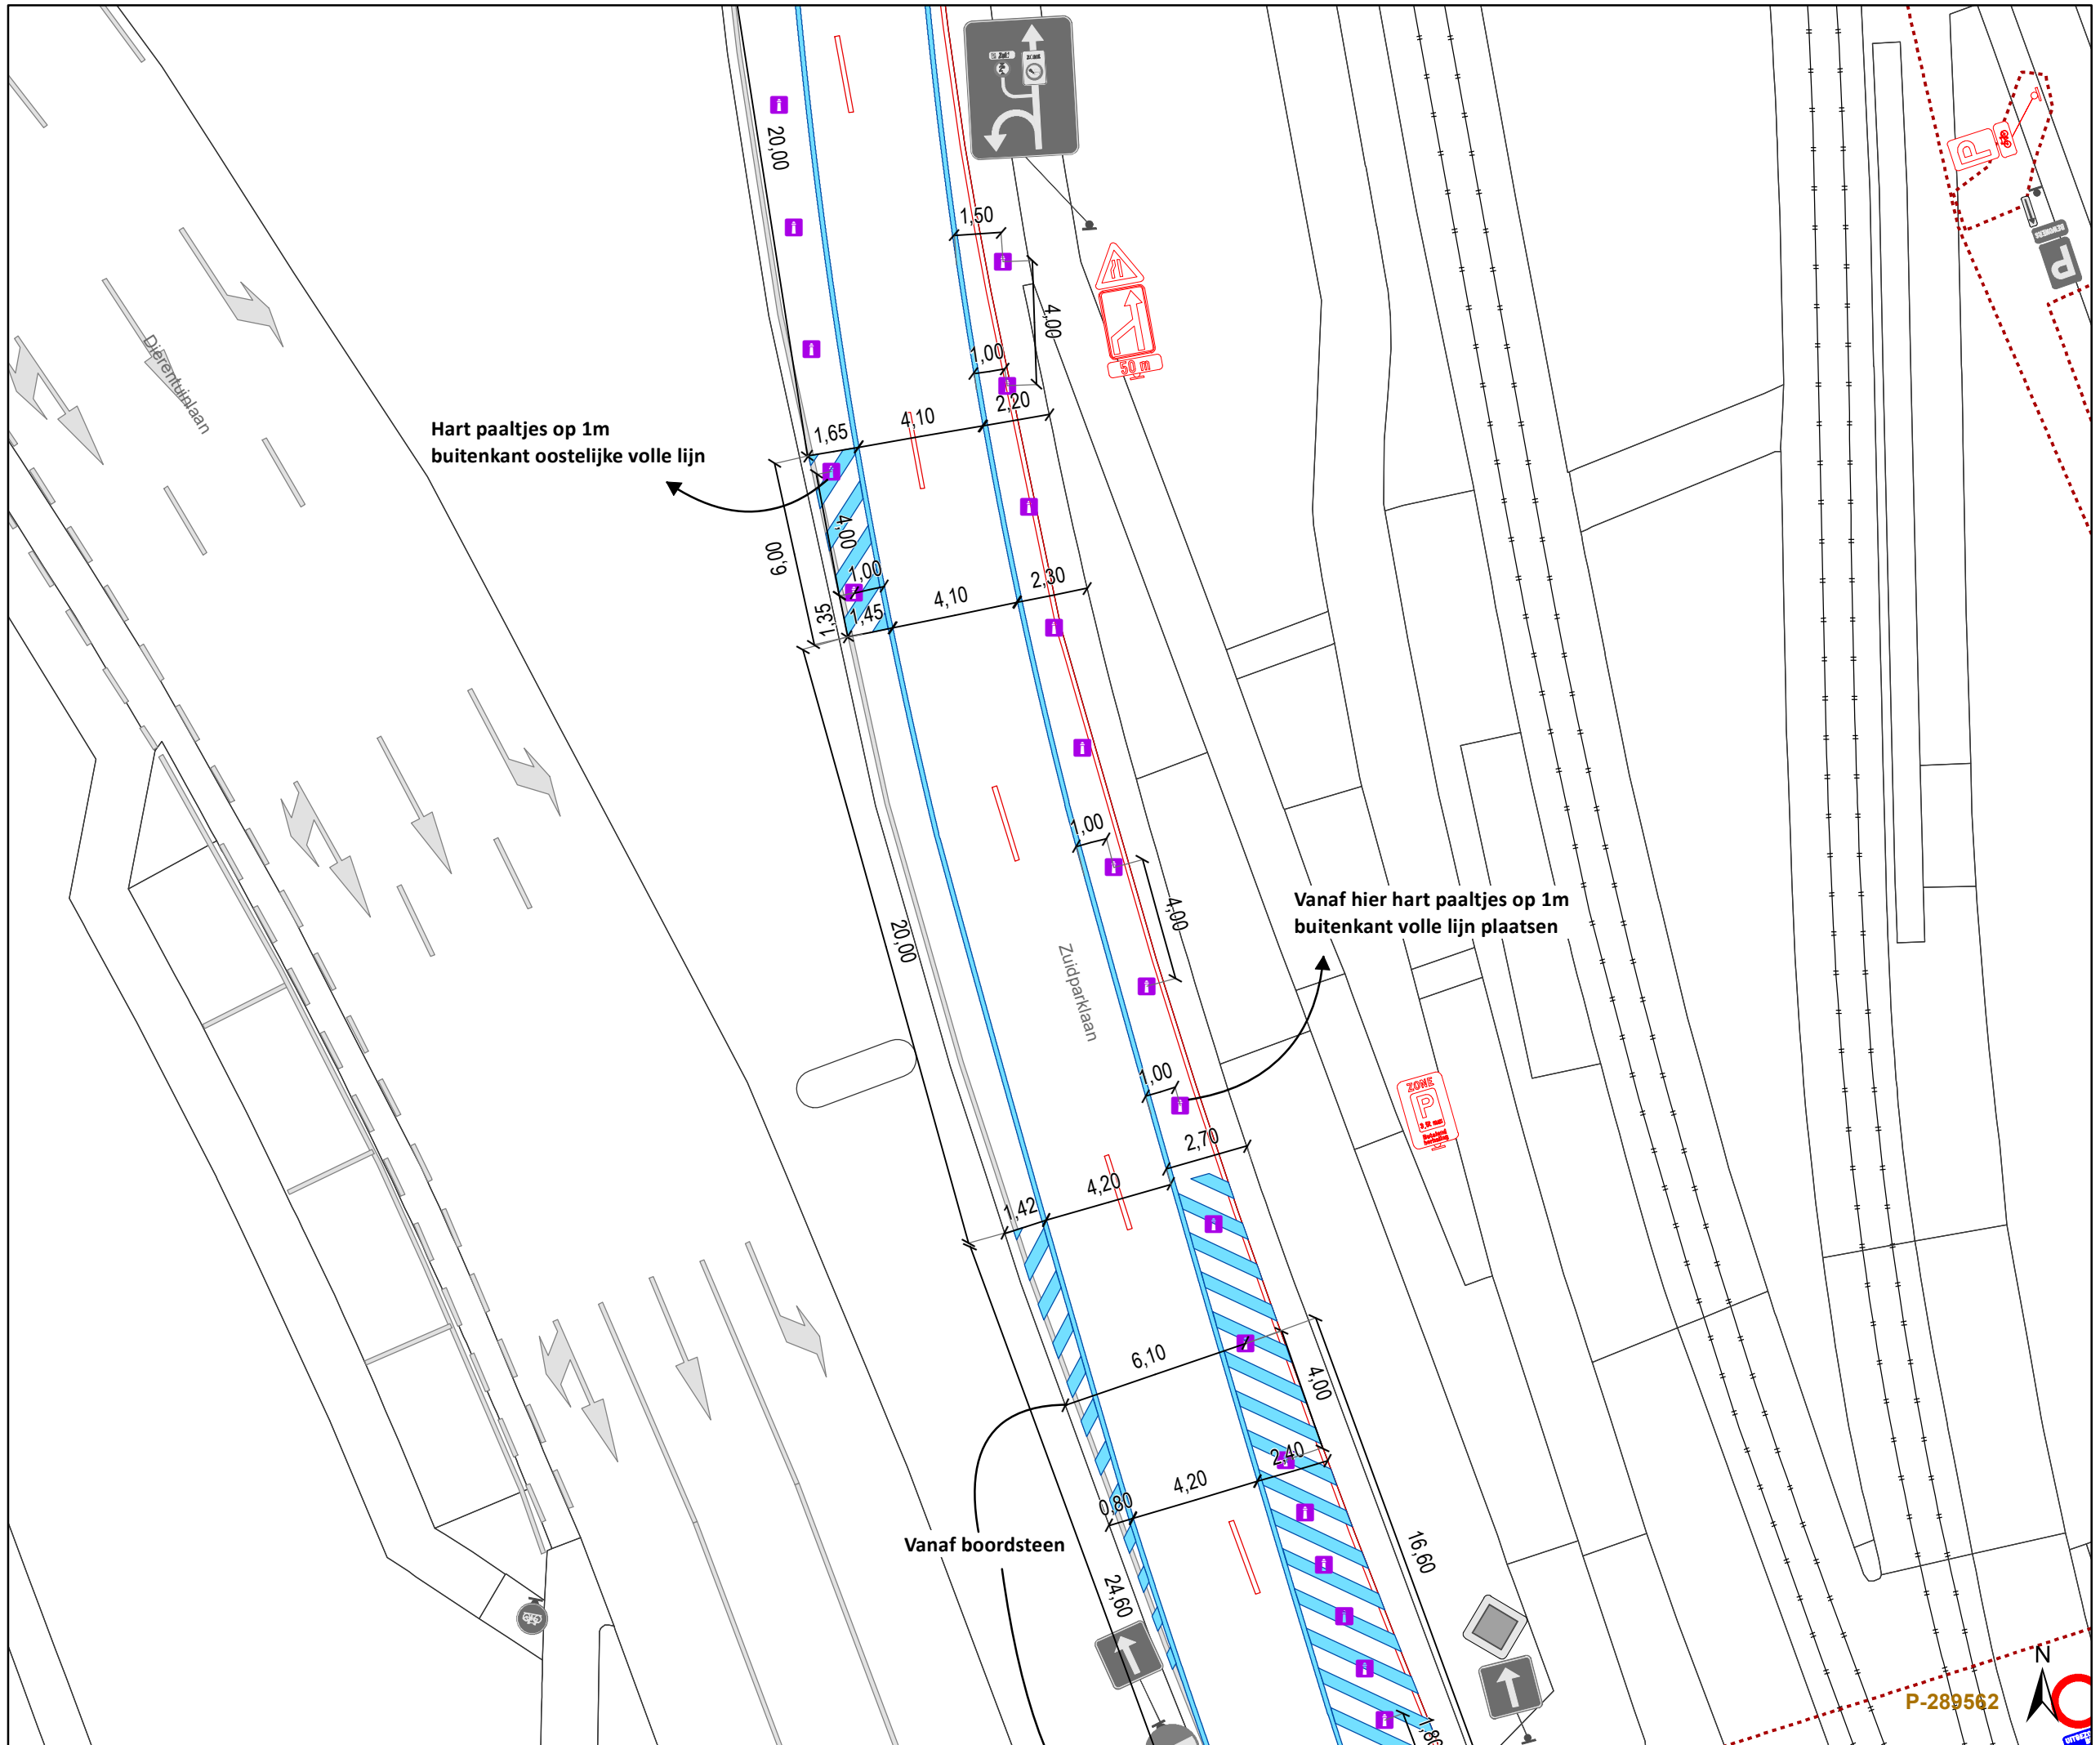 20,00
1,50
4,00
1,00
50 m
P
P
BEWONERS
Dierentuinlaan
Hart paaltjes op 1m
buitenkant oostelijke volle lijn
1,65
4,10
2,20
6,00
4,00
1,00
1,35
1,45
4,10
2,30
1,00
4,00
Vanaf hier hart paaltjes op 1m
buitenkant volle lijn plaatsen
20,00
Zuidparklaan
1,00
ZONE
P
2,70
4,20
1,42
6,10
4,00
2,40
4,20
0,80
Vanaf boordsteen
16,60
24,60
1,80
N
P-289562